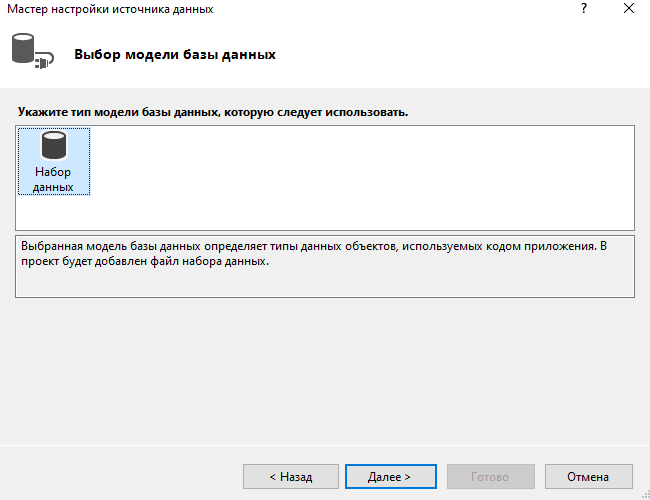 Мастер настройки источника данных
?
Выбор модели базы данных
Укажите тип модели базы данных, которую следует использовать.
Набор
данных
Выбранная модель базы данных определяет типы данных объектов, используемых кодом приложения. В
проект будет добавлен файл набора данных.
< Назад
Далее >
Готово
Отмена